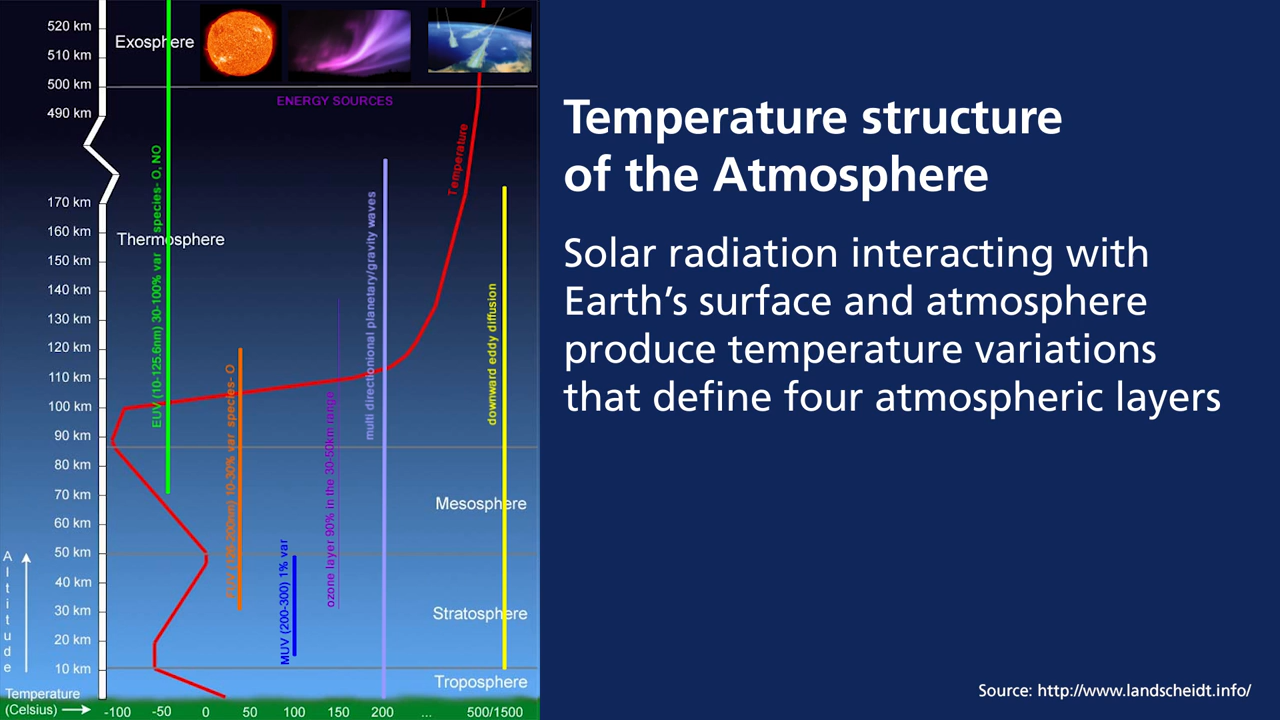 520 km
510 km
500 km
490 km
170 km
160 km
150 km
140 km
130 km
120 km
110 km
100 km
90 km
80 km
70 km
60 km
50 km
40 km
30 km
20 km
10 km
Altitude
Temperature
(Celsius)
-100 -50 0 50 100 150 200 ... 500/1500
Exosphere
ENERGY SOURCES
Thermosphere
Mesosphere
Stratosphere
Troposphere
EUV (10-125.6nm) 30-100% var species- O, NO
FUV (126-200nm) 10-30% var species- O
MUV (200-300) 1% var
ozone layer 90% in the 30-50km range
multi directionional planetary/gravity waves
Temperature
downward eddy diffusion
Temperature structure
of the Atmosphere
Solar radiation interacting with
Earth’s surface and atmosphere
produce temperature variations
that define four atmospheric layers
Source: http://www.landscheidt.info/